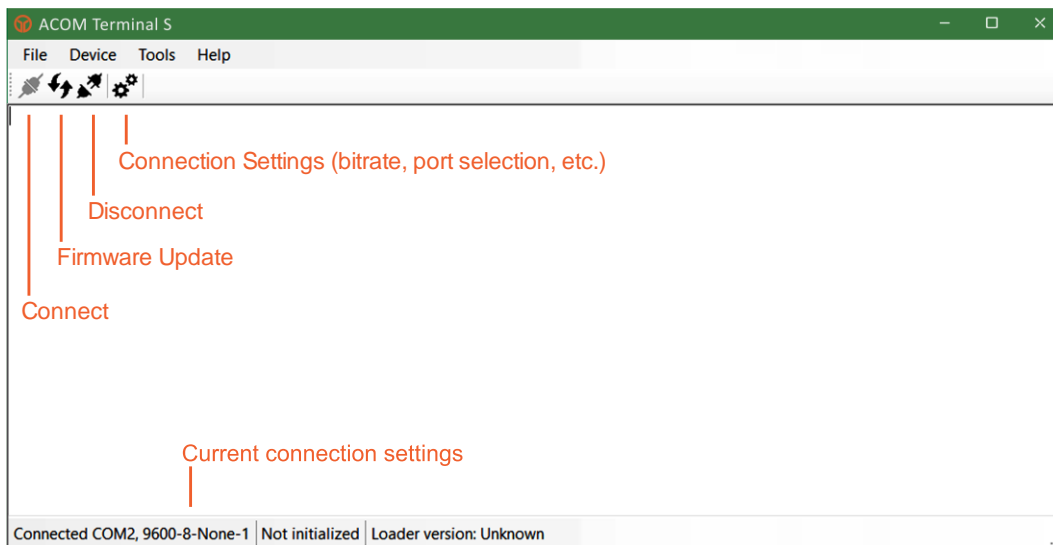 ACOM Terminal S
File Device Tools Help
Connection Settings (bitrate, port selection, etc.)
Disconnect
Firmware Update
Connect
Current connection settings
Connected COM2, 9600-8-None-1 Not initialized Loader version: Unknown